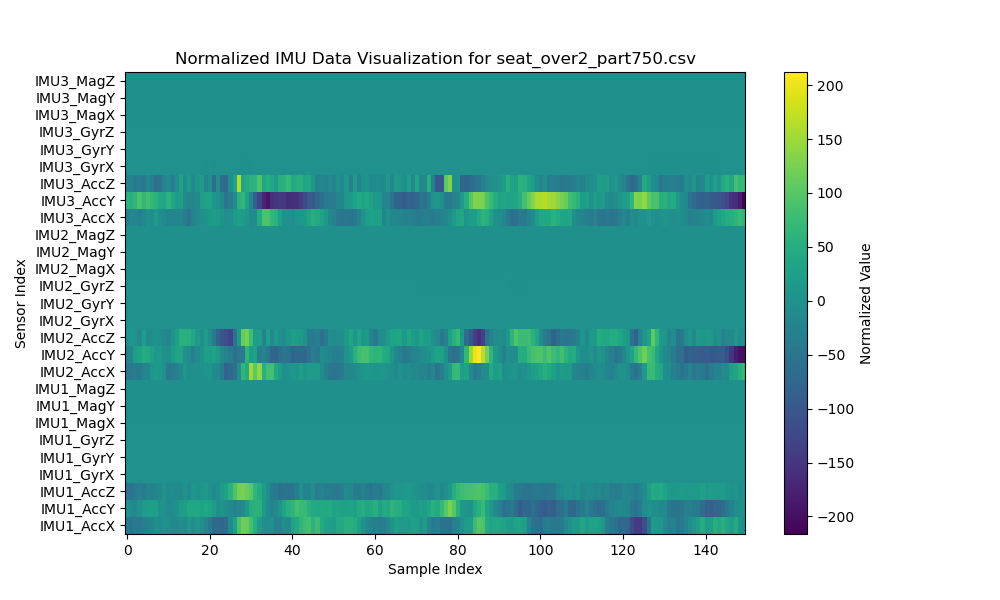 Normalized IMU Data Visualization for seat_over2_part750.csv
IMU3_MagZ
IMU3_MagY
IMU3_MagX
IMU3_GyrZ
IMU3_GyrY
IMU3_GyrX
IMU3_AccZ
IMU3_AccY
IMU3_AccX
IMU2_MagZ
IMU2_MagY
IMU2_MagX
IMU2_GyrZ
IMU2_GyrY
IMU2_GyrX
IMU2_AccZ
IMU2_AccY
IMU2_AccX
IMU1_MagZ
IMU1_MagY
IMU1_MagX
IMU1_GyrZ
IMU1_GyrY
IMU1_GyrX
IMU1_AccZ
IMU1_AccY
IMU1_AccX
Sensor Index
0 20 40 60 80 100 120 140
Sample Index
200
150
100
50
0
−50
−100
−150
−200
Normalized Value